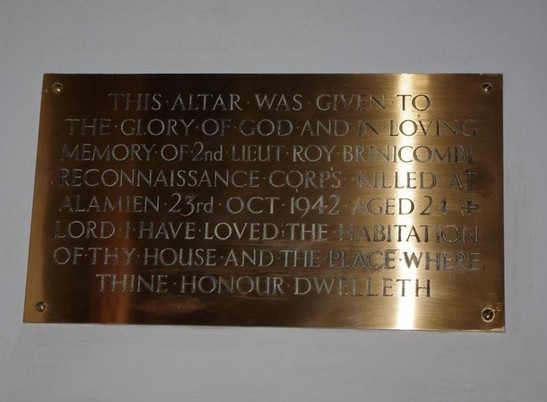 THIS·ALTAR·WAS·GIVEN·TO
THE·GLORY·OF·GOD·AND·IN·LOVING
MEMORY·OF·2nd·LIEUT·ROY·BRINICOMBE
RECONNAISSANCE·CORPS·KILLED·AT
ALAMIEN·23rd·OCT·1942·AGED·24 +
LORD·I·HAVE·LOVED·THE·HABITATION
OF·THY·HOUSE·AND·THE·PLACE·WHERE
THINE·HONOUR·DWELLETH